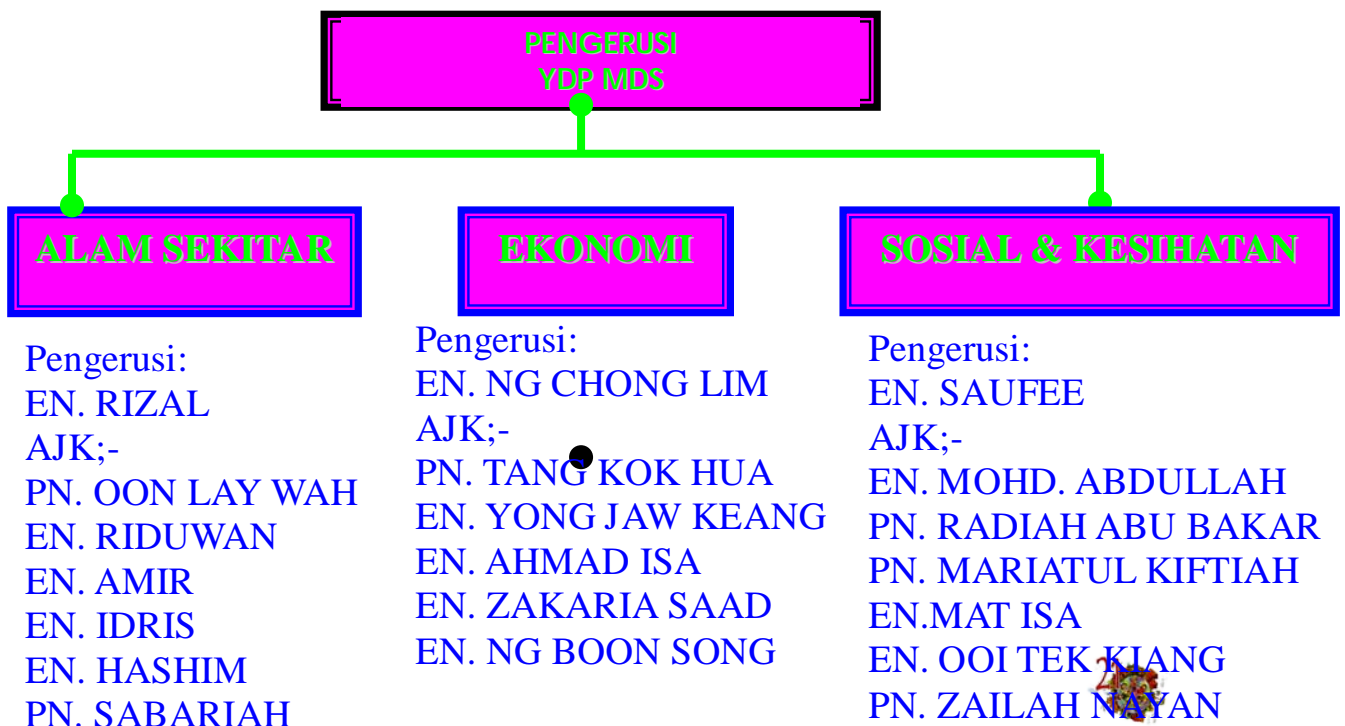 PENGERUSI
YDP MDS
ALAM SEKITAR
Pengerusi:
EN. RIZAL
AJK;-
PN. OON LAY WAH
EN. RIDUWAN
EN. AMIR
EN. IDRIS
EN. HASHIM
PN. SABARIAH
EKONOMI
Pengerusi:
EN. NG CHONG LIM
AJK;-
PN. TANG KOK HUA
EN. YONG JAW KEANG
EN. AHMAD ISA
EN. ZAKARIA SAAD
EN. NG BOON SONG
SOSIAL & KESIHATAN
Pengerusi:
EN. SAUFEE
AJK;-
EN. MOHD. ABDULLAH
PN. RADIAH ABU BAKAR
PN. MARIATUL KIFTIAH
EN.MAT ISA
EN. OOI TEK KIANG
PN. ZAILAH NAYAN